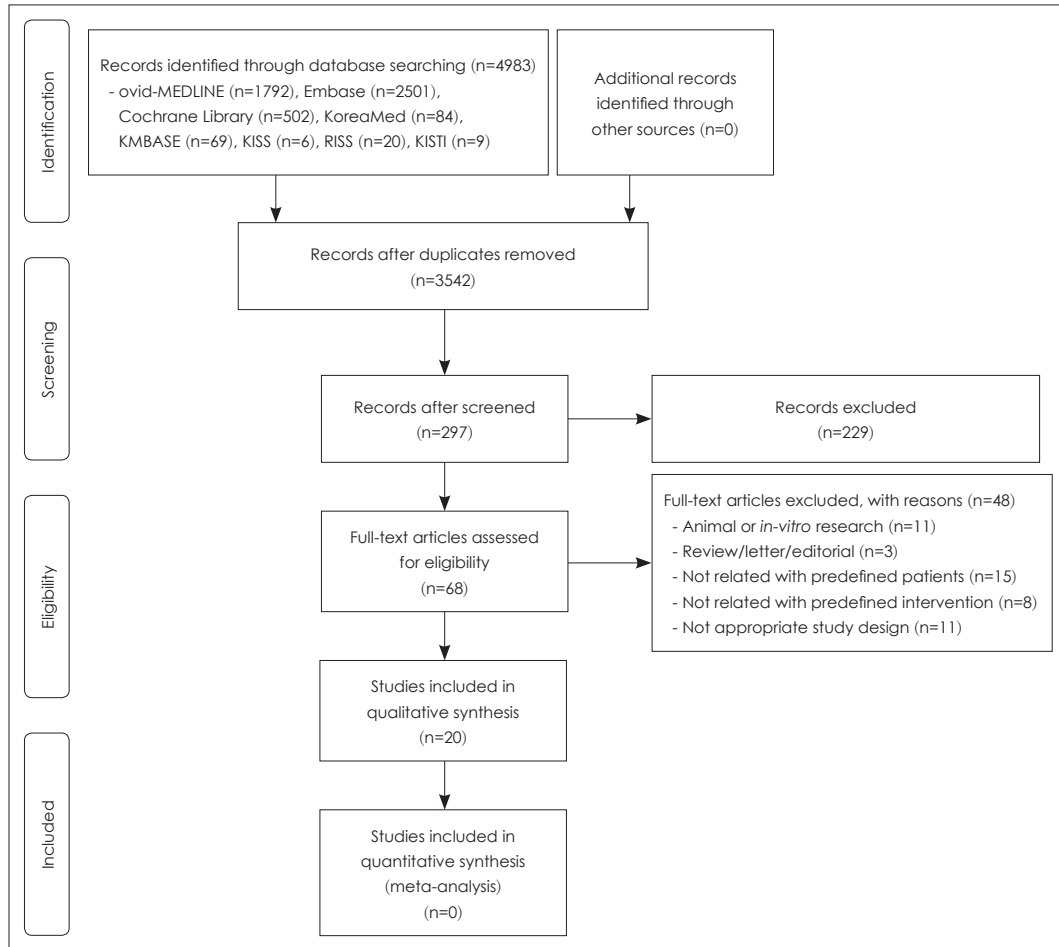 Identification
Records identified through database searching (n=4983)
- ovid-MEDLINE (n=1792), Embase (n=2501),
Cochrane Library (n=502), KoreaMed (n=84),
KMBASE (n=69), KISS (n=6), RISS (n=20), KISTI (n=9)
Additional records
identified through
other sources (n=0)
Records after duplicates removed
(n=3542)
Screening
Records after screened
(n=297)
Records excluded
(n=229)
Eligibility
Full-text articles assessed
for eligibility
(n=68)
Full-text articles excluded, with reasons (n=48)
- Animal or in-vitro research (n=11)
- Review/letter/editorial (n=3)
- Not related with predefined patients (n=15)
- Not related with predefined intervention (n=8)
- Not appropriate study design (n=11)
Studies included in
qualitative synthesis
(n=20)
Included
Studies included in
quantitative synthesis
(meta-analysis)
(n=0)